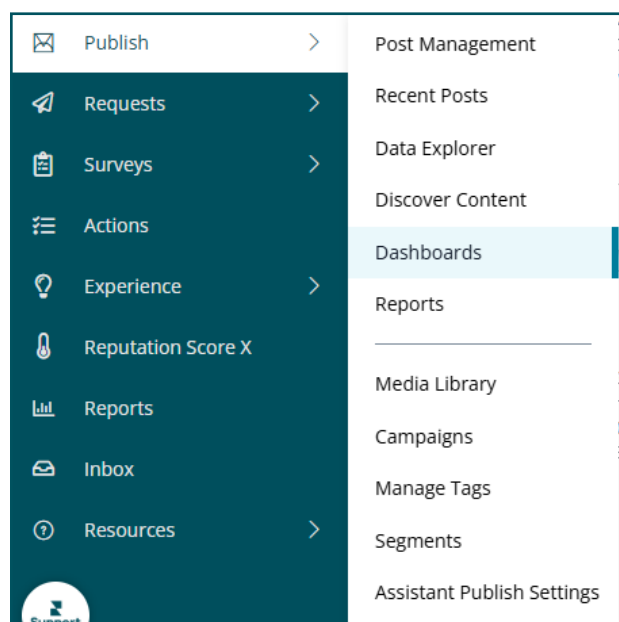 Publish
Requests
Surveys
Actions
Experience
Reputation Score X
Reports
Inbox
Resources
Support
Post Management
Recent Posts
Data Explorer
Discover Content
Dashboards
Reports
Media Library
Campaigns
Manage Tags
Segments
Assistant Publish Settings